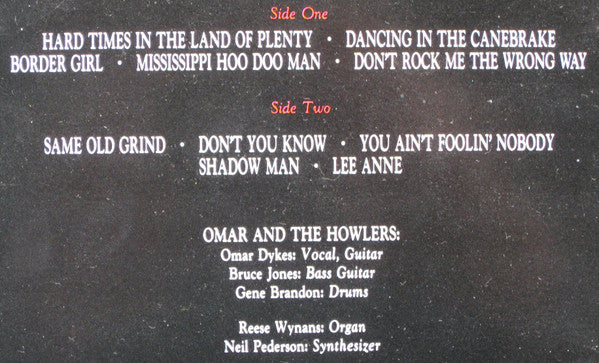 Side One
HARD TIMES IN THE LAND OF PLENTY • DANCING IN THE CANEBRAKE
BORDER GIRL • MISSISSIPPI HOO DOO MAN • DON'T ROCK ME THE WRONG WAY
Side Two
SAME OLD GRIND • DON'T YOU KNOW • YOU AIN'T FOOLIN' NOBODY
SHADOW MAN • LEE ANNE
OMAR AND THE HOWLERS:
Omar Dykes: Vocal, Guitar
Bruce Jones: Bass Guitar
Gene Brandon: Drums
Reese Wynans: Organ
Neil Pederson: Synthesizer